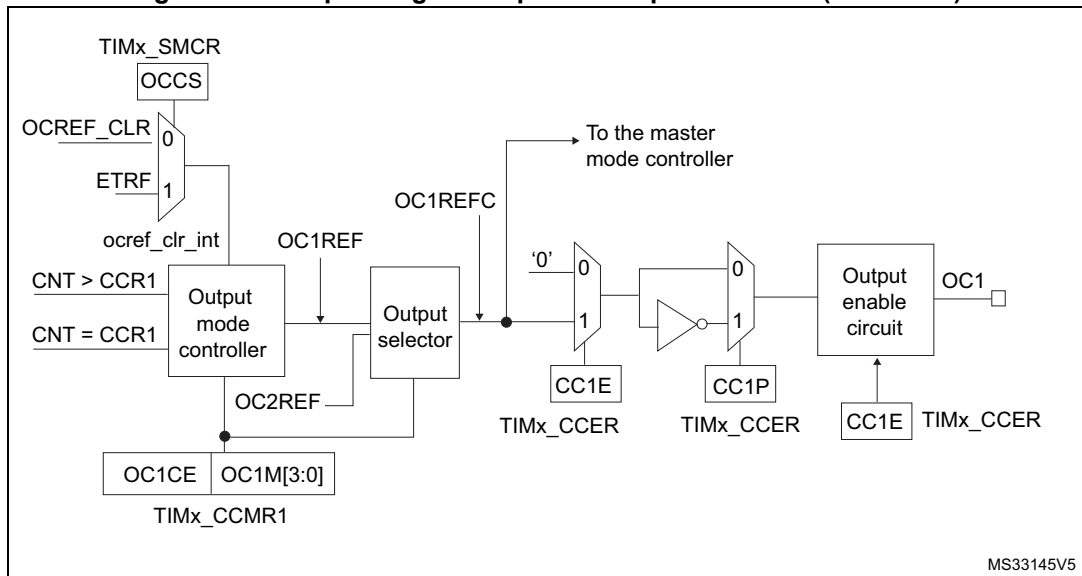 TIMx_SMCR
OCCS
OCREF_CLR
0
ETRF
1
ocref_clr_int
To the master
mode controller
OC1REFC
OC1REF
CNT > CCR1
CNT = CCR1
Output
mode
controller
Output
selector
OC2REF
‘0’
0
1
CC1E
TIMx_CCER
0
1
CC1P
TIMx_CCER
Output
enable
circuit
OC1
CC1E
TIMx_CCER
OC1CE
OC1M[3:0]
TIMx_CCMR1
MS33145V5